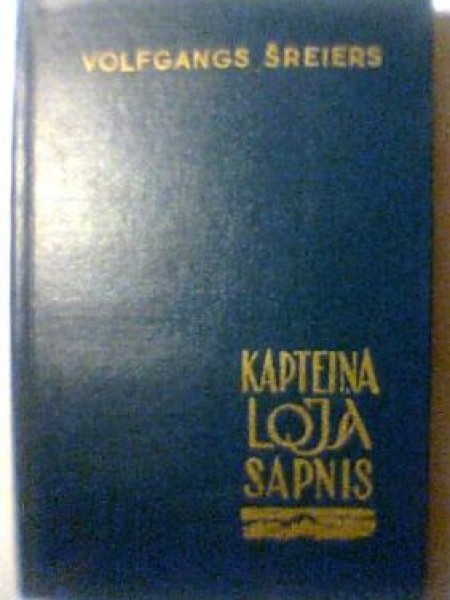 VOLFGANGS ŠREIERS
KAPTEIŅA
LOJA
SAPNIS